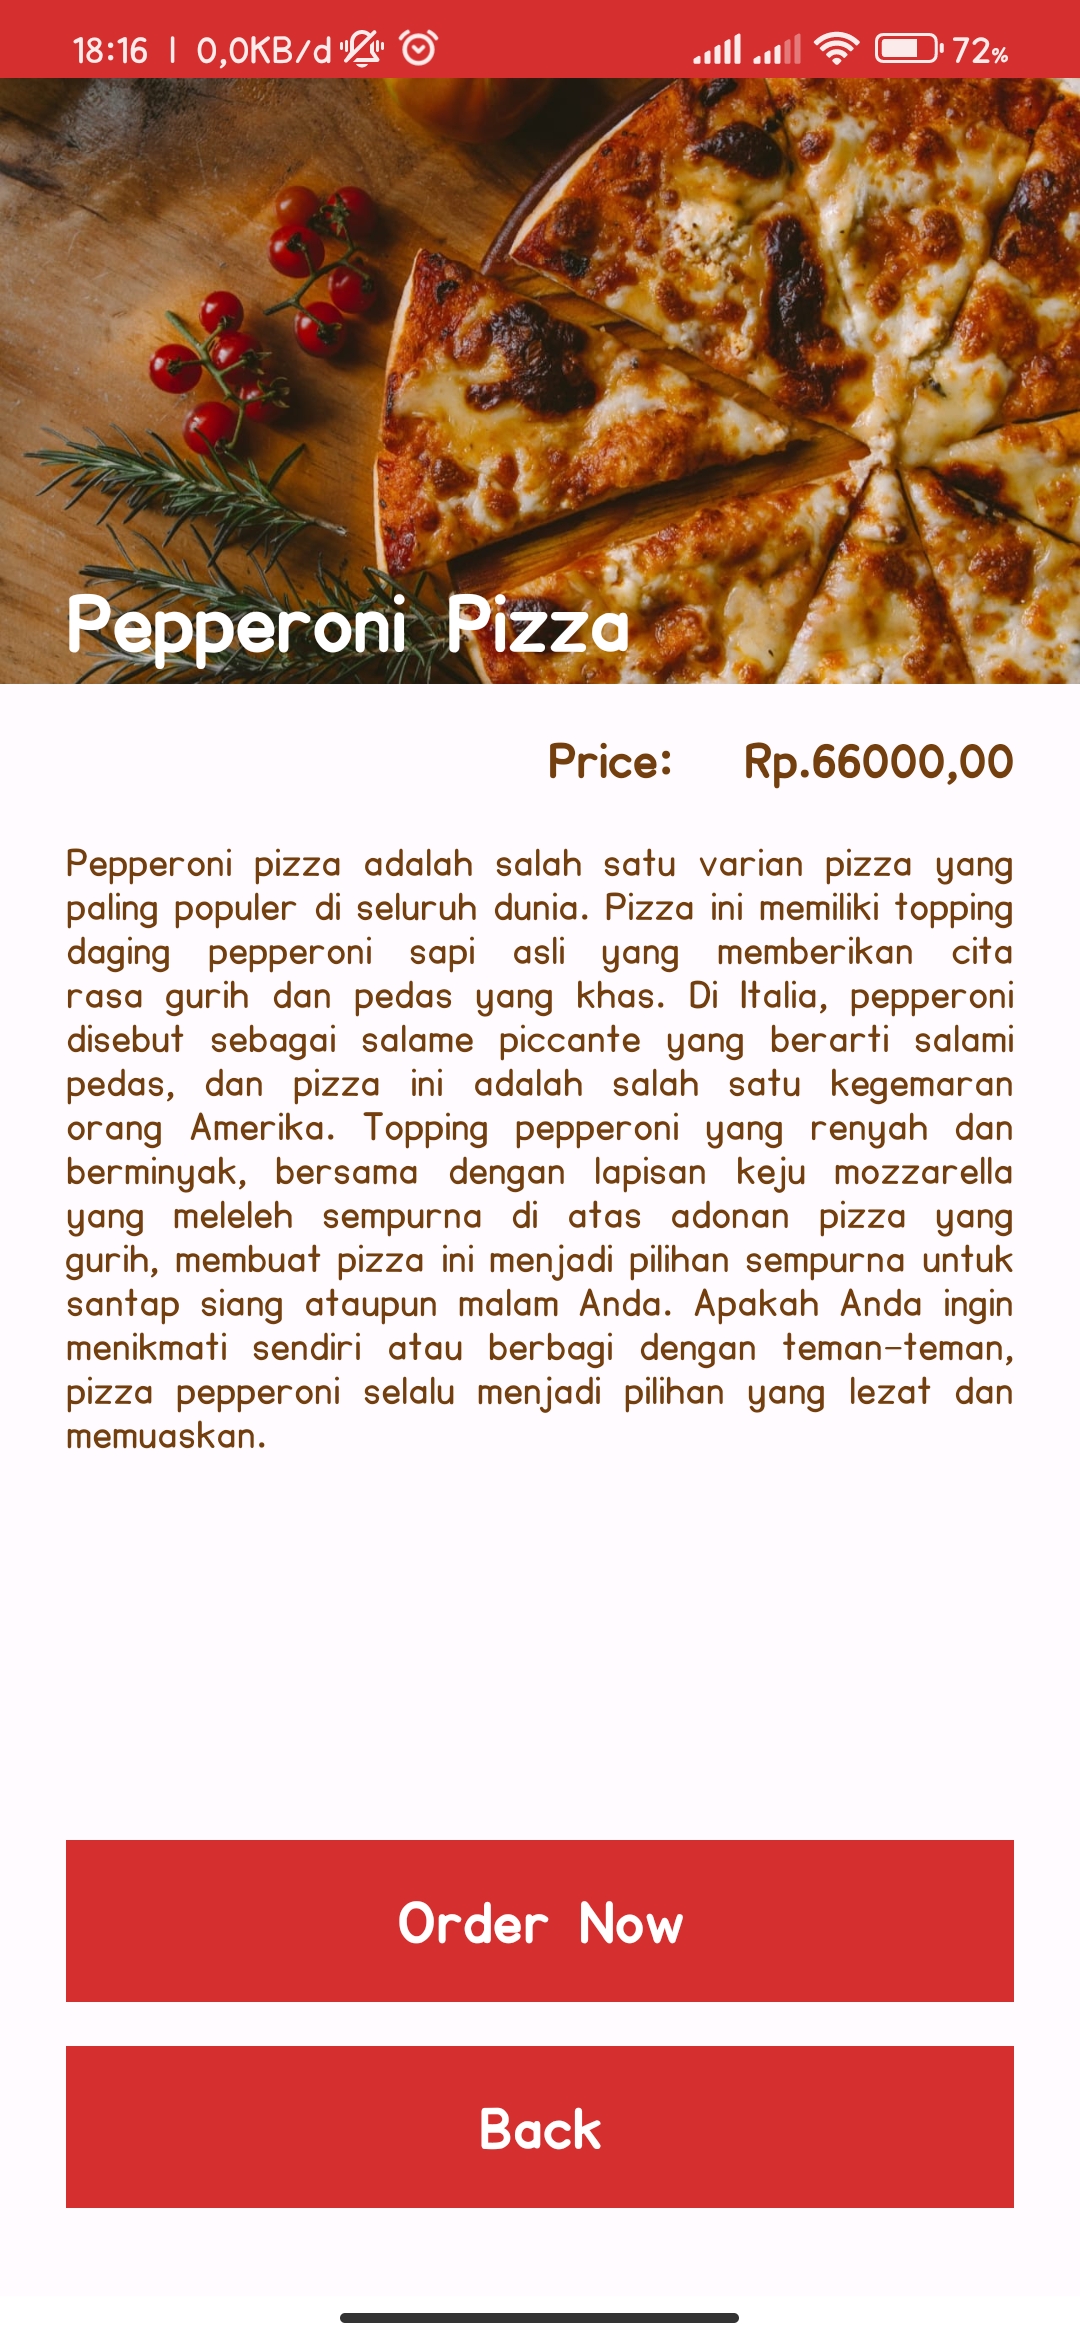 18:16 | 0,0KB/d 72%
Pepperoni Pizza
Price: Rp.66000,00
Pepperoni pizza adalah salah satu varian pizza yang
paling populer di seluruh dunia. Pizza ini memiliki topping
daging pepperoni sapi asli yang memberikan cita
rasa gurih dan pedas yang khas. Di Italia, pepperoni
disebut sebagai salame piccante yang berarti salami
pedas, dan pizza ini adalah salah satu kegemaran
orang Amerika. Topping pepperoni yang renyah dan
berminyak, bersama dengan lapisan keju mozzarella
yang meleleh sempurna di atas adonan pizza yang
gurih, membuat pizza ini menjadi pilihan sempurna untuk
santap siang ataupun malam Anda. Apakah Anda ingin
menikmati sendiri atau berbagi dengan teman-teman,
pizza pepperoni selalu menjadi pilihan yang lezat dan
memuaskan.
Order Now
Back